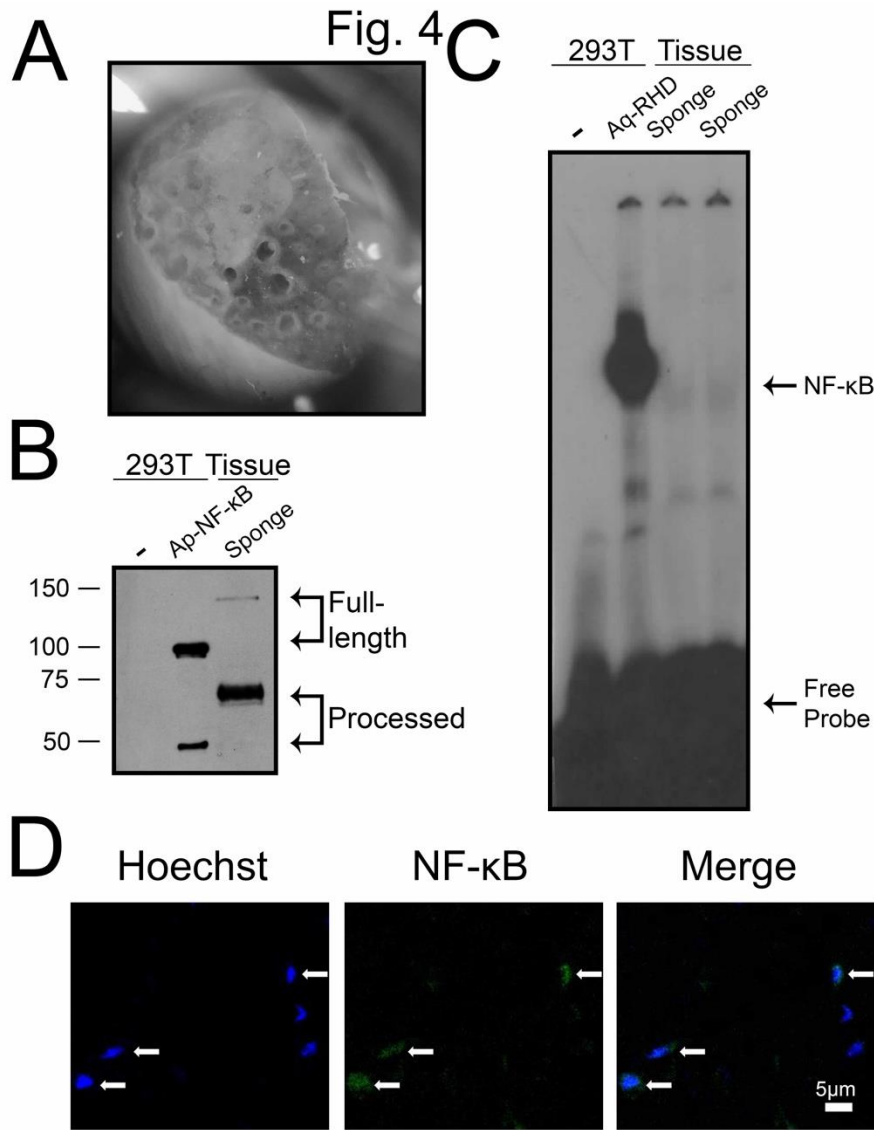 Fig. 4
A
B
293T Tissue
- Ap-NF-κB Sponge
150 —
100 —
75 —
50 —
Full-
length
Processed
C
293T Tissue
- Aq-RHD Sponge Sponge
NF-κB
Free
Probe
D
Hoechst NF-κB Merge
5µm